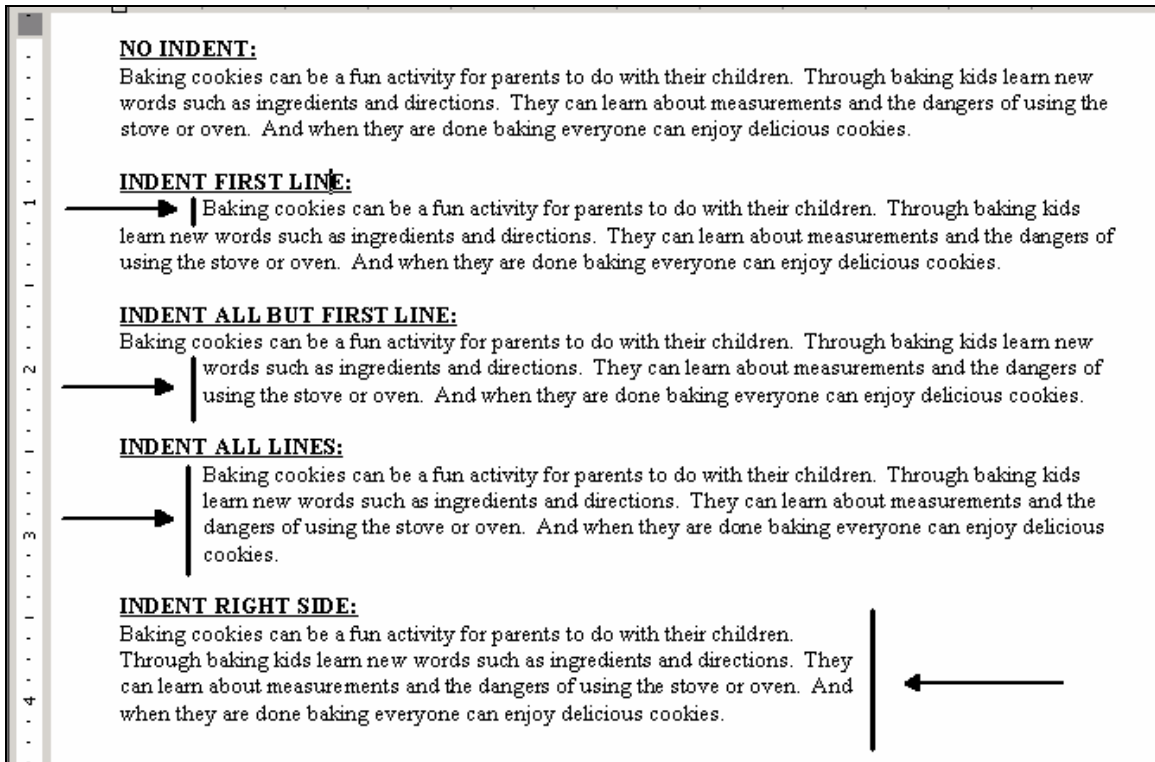 NO INDENT:
Baking cookies can be a fun activity for parents to do with their children.  Through baking kids learn new
words such as ingredients and directions.  They can learn about measurements and the dangers of using the
stove or oven.  And when they are done baking everyone can enjoy delicious cookies.
INDENT FIRST LINE:
Baking cookies can be a fun activity for parents to do with their children.  Through baking kids
learn new words such as ingredients and directions.  They can learn about measurements and the dangers of
using the stove or oven.  And when they are done baking everyone can enjoy delicious cookies.
INDENT ALL BUT FIRST LINE:
Baking cookies can be a fun activity for parents to do with their children.  Through baking kids learn new
words such as ingredients and directions.  They can learn about measurements and the dangers of
using the stove or oven.  And when they are done baking everyone can enjoy delicious cookies.
INDENT ALL LINES:
Baking cookies can be a fun activity for parents to do with their children.  Through baking kids
learn new words such as ingredients and directions.  They can learn about measurements and the
dangers of using the stove or oven.  And when they are done baking everyone can enjoy delicious
cookies.
INDENT RIGHT SIDE:
Baking cookies can be a fun activity for parents to do with their children.
Through baking kids learn new words such as ingredients and directions.  They
can learn about measurements and the dangers of using the stove or oven.  And
when they are done baking everyone can enjoy delicious cookies.
1
2
3
4